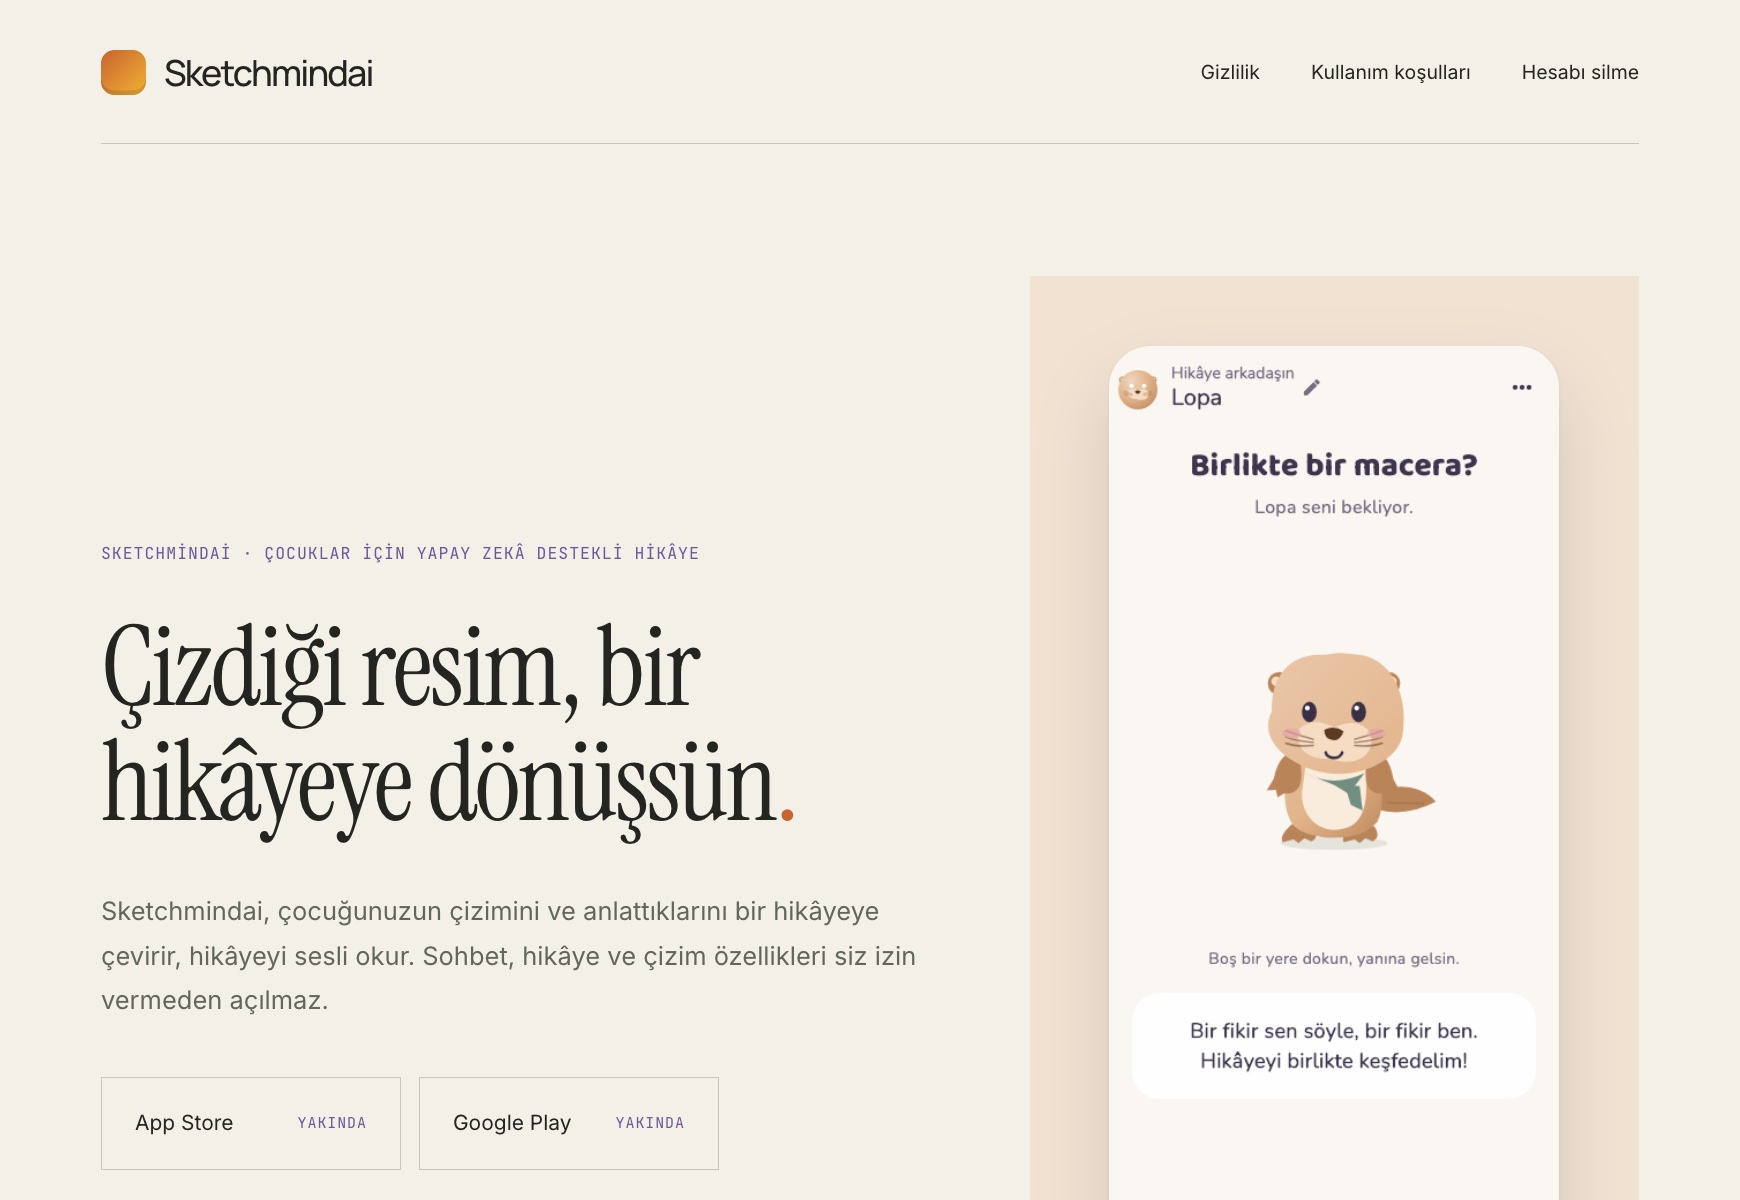 Sketchmindai
Gizlilik
Kullanım koşulları
Hesabı silme
SKETCHMİNDAİ · ÇOCUKLAR İÇİN YAPAY ZEKÂ DESTEKLİ HİKÂYE
Çizdiği resim, bir
hikâyeye dönüşsün.
Sketchmindai, çocuğunuzun çizimini ve anlattıklarını bir hikâyeye
çevirir, hikâyeyi sesli okur. Sohbet, hikâye ve çizim özellikleri siz izin
vermeden açılmaz.
App Store
YAKINDA
Google Play
YAKINDA
Hikâye arkadaşın
Lopa
Birlikte bir macera?
Lopa seni bekliyor.
Boş bir yere dokun, yanına gelsin.
Bir fikir sen söyle, bir fikir ben.
Hikâyeyi birlikte keşfedelim!